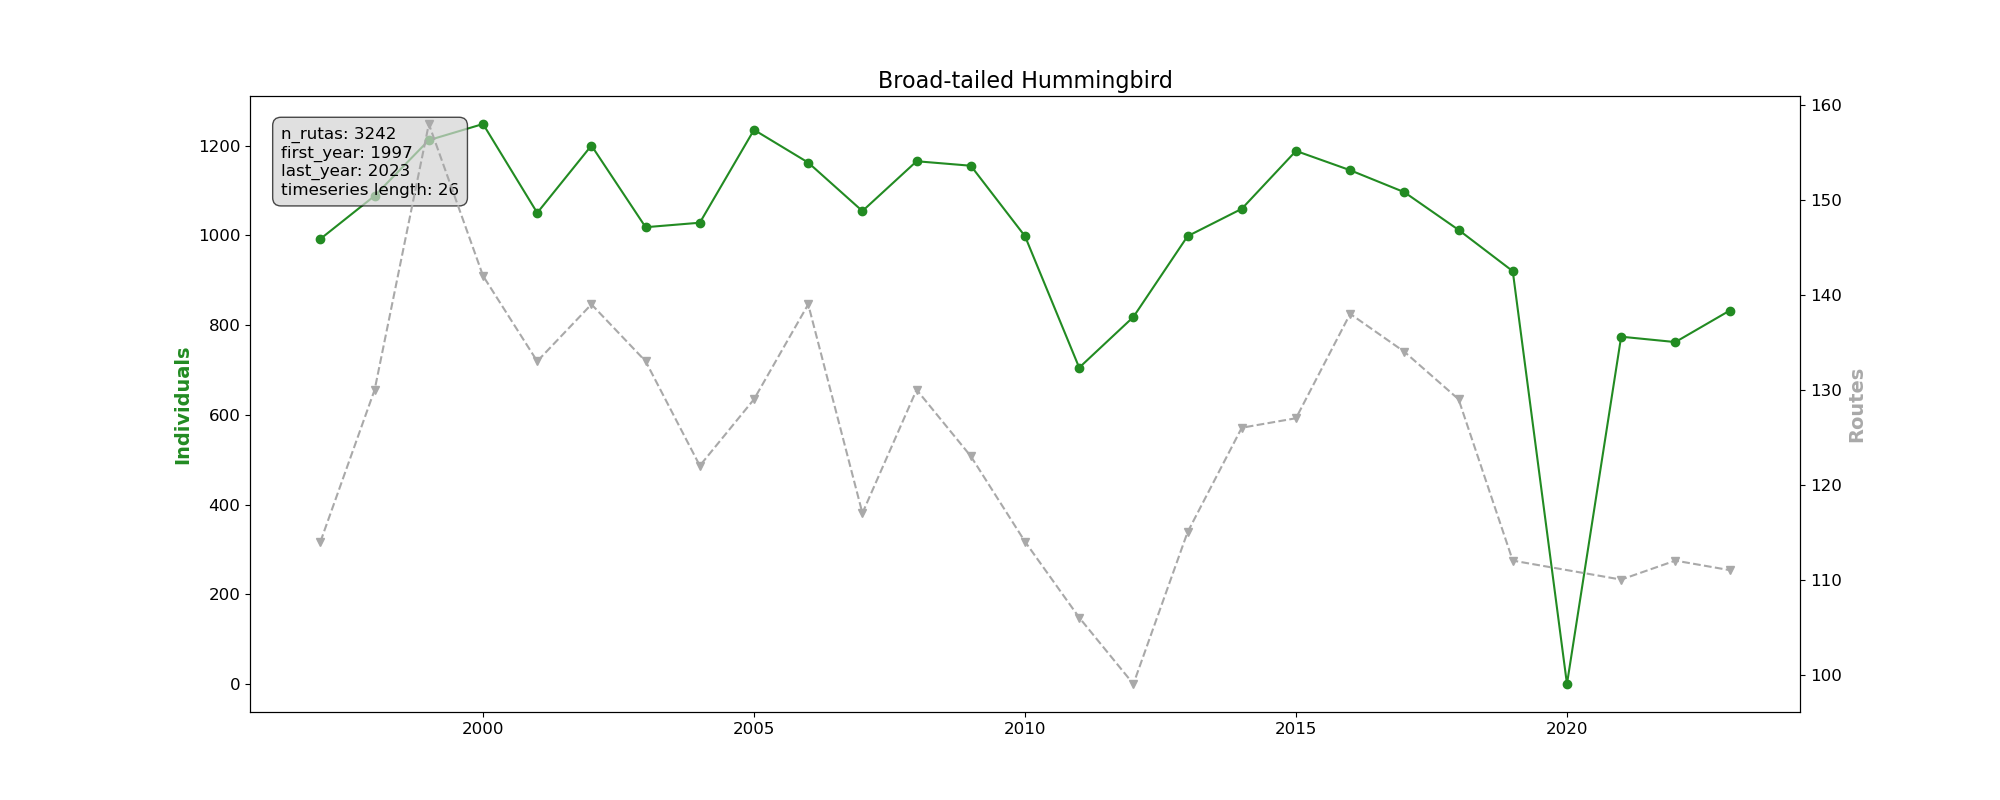 Broad-tailed Hummingbird
n_rutas: 3242
first_year: 1997
last_year: 2023
timeseries length: 26
1200
1000
800
600
400
200
0
Individuals
160
150
140
130
120
110
100
Routes
2000
2005
2010
2015
2020